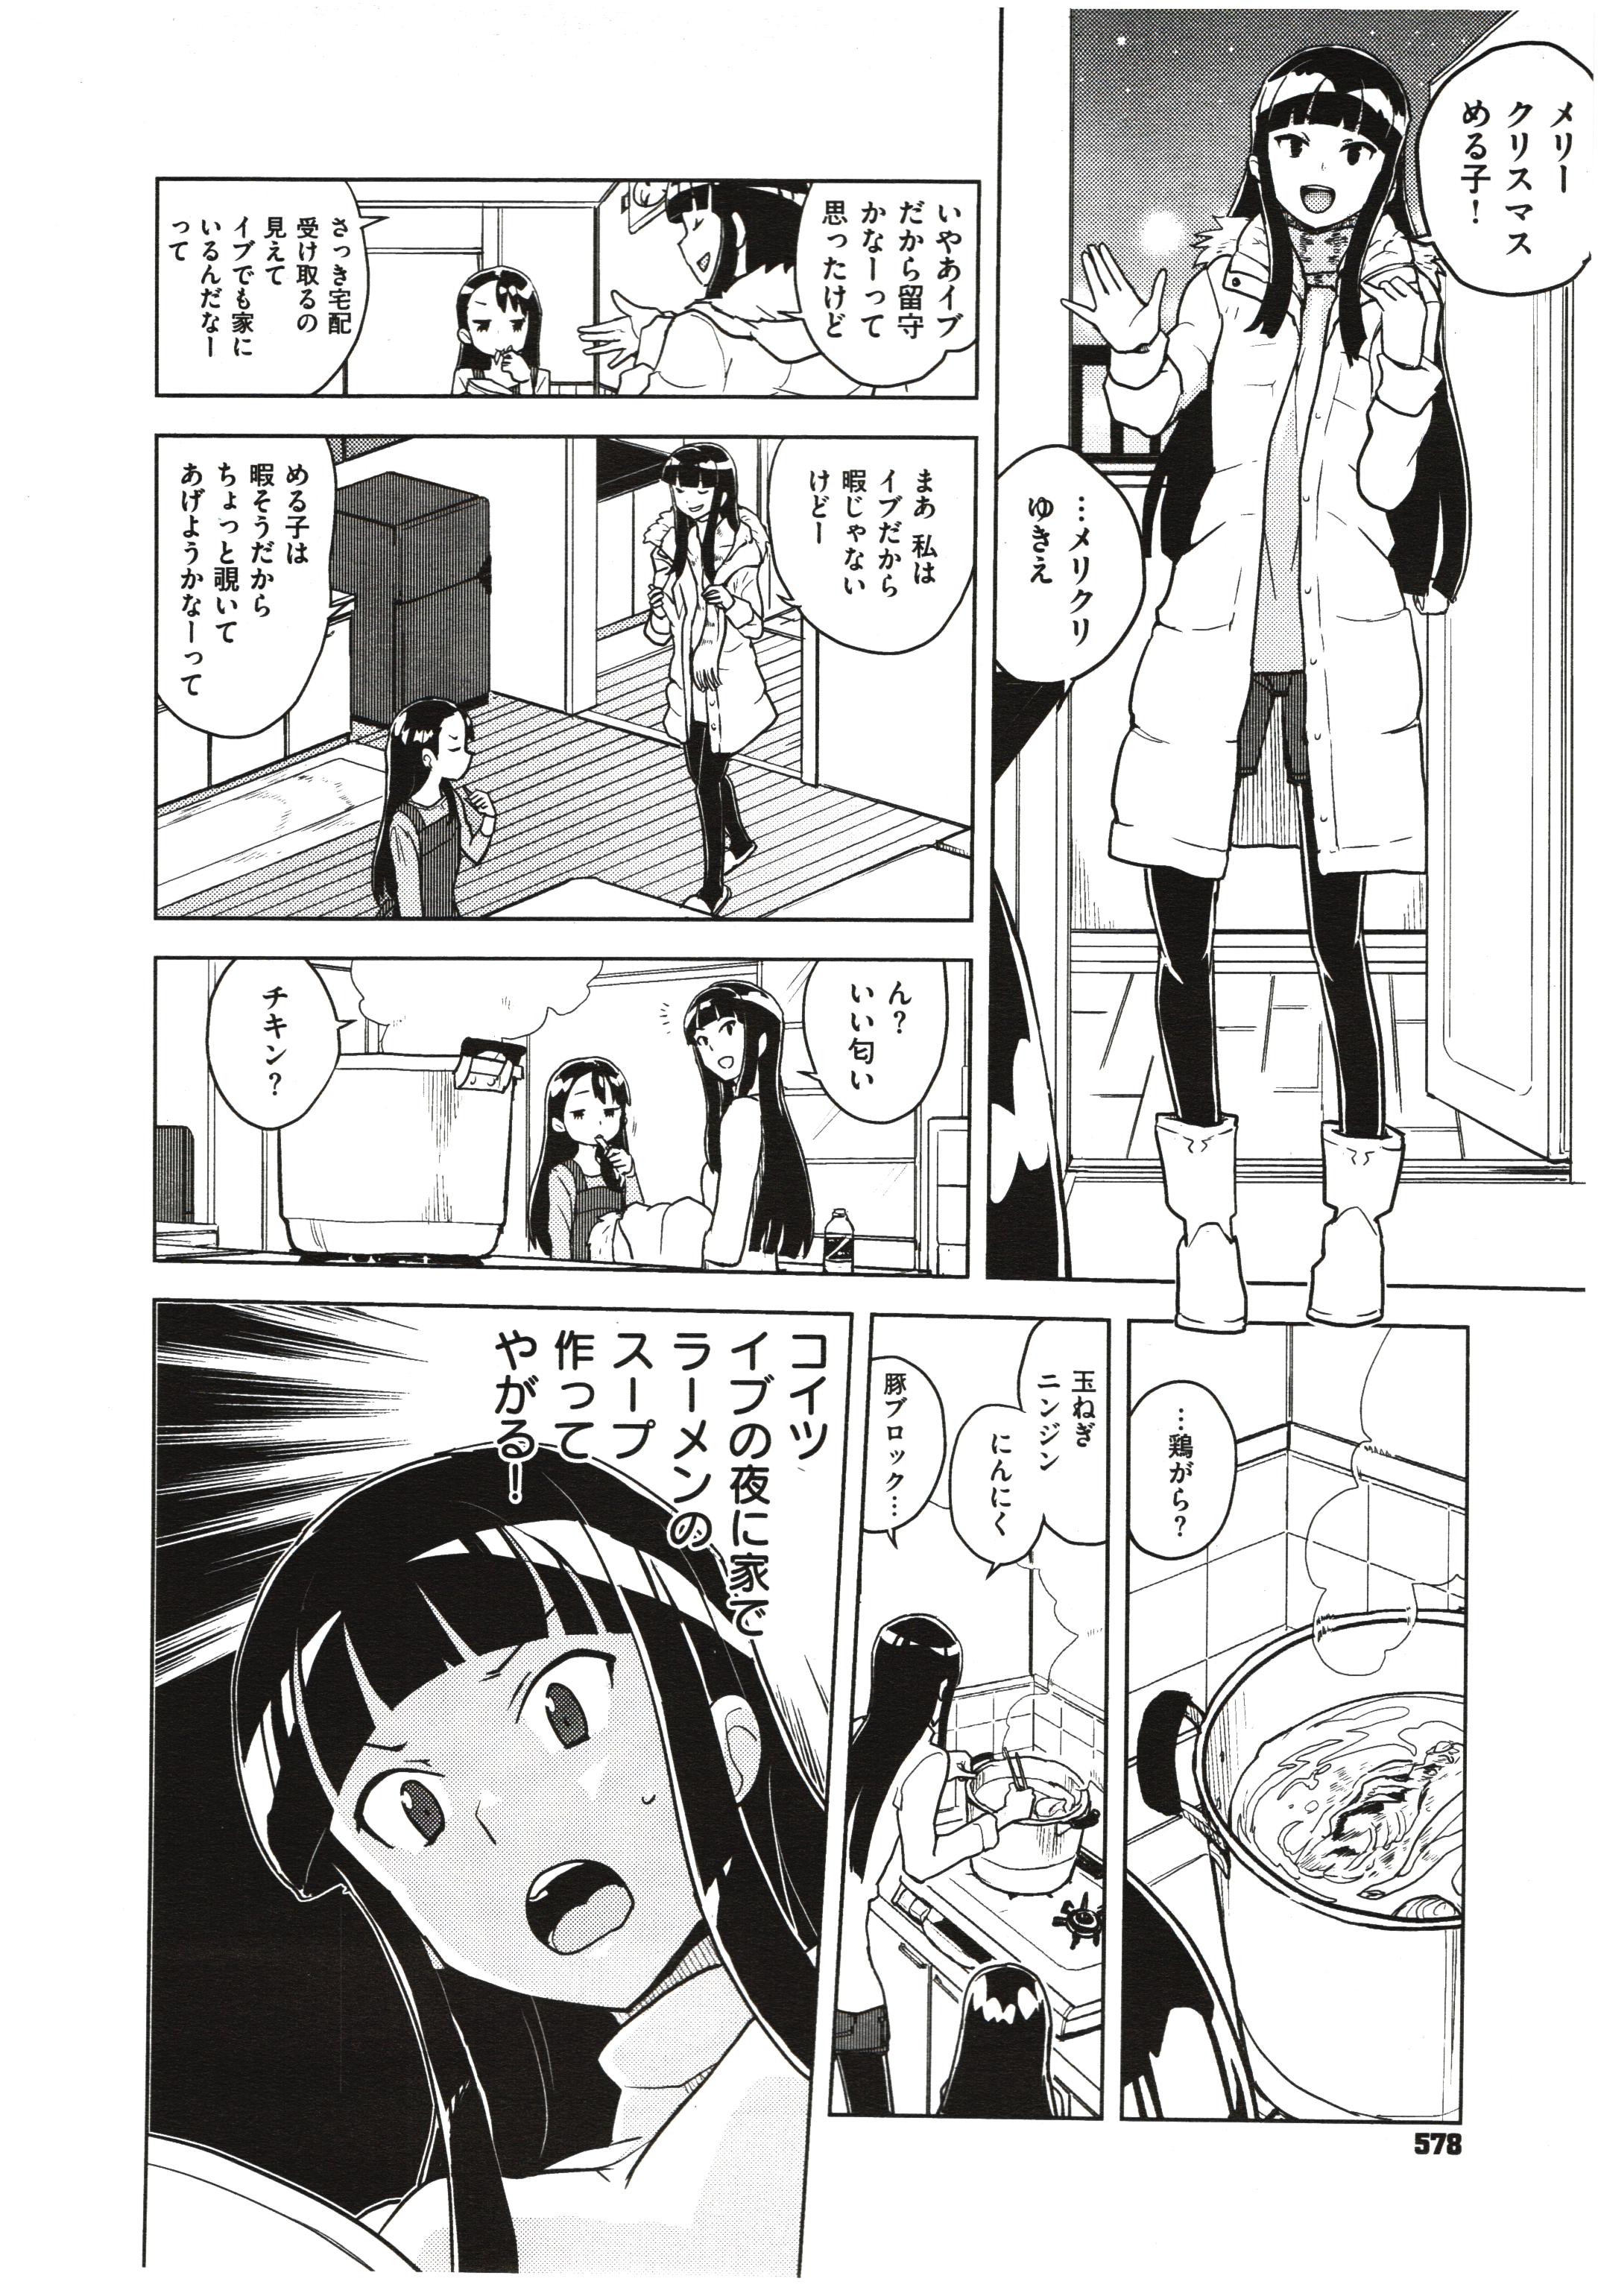 メリー
クリスマス
める子！
…メリクリ
ゆきえ
いやあイブ
だから留守
かなーって
思ったけど
さっき宅配
受け取るの
見えて
イブでも家に
いるんだなー
って
まあ 私は
イブだから
暇じゃない
けどー
める子は
暇そうだから
ちょっと覗いて
あげようかなーって
ん？
いい匂い
チキン？
…鶏がら？
玉ねぎ
ニンジン
にんにく
豚ブロック…
コイツ
イブの夜に家で
ラーメンの
スープ
作って
やがる！
578